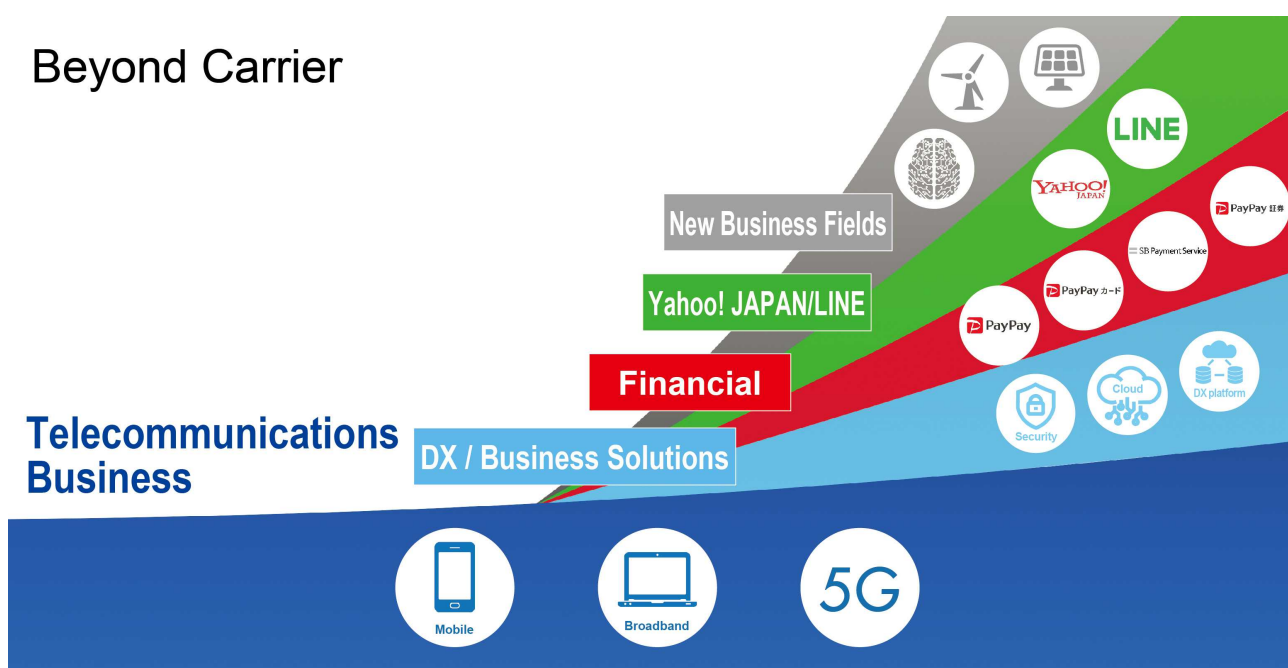 Beyond Carrier
LINE
YAHOO!
JAPAN
New Business Fields
PayPay 証券
SB Payment Service
Yahoo! JAPAN/LINE
PayPay カード
PayPay
Financial
Cloud
DX platform
Security
Telecommunications
Business
DX / Business Solutions
Mobile
Broadband
5G